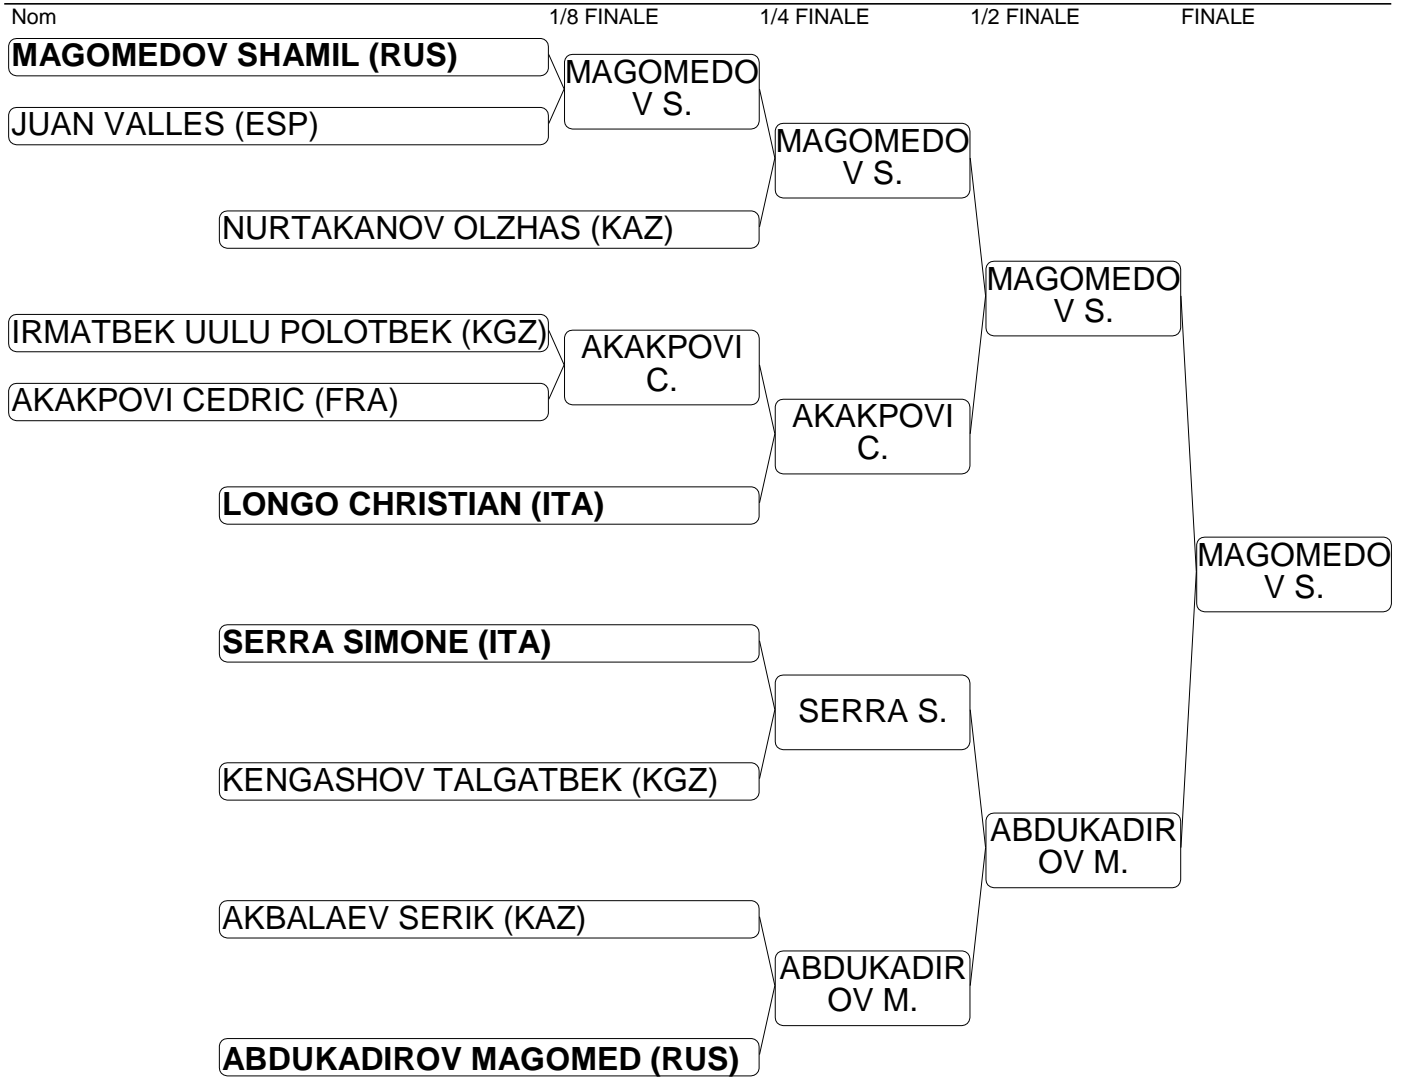 Nom 1/8 FINALE 1/4 FINALE 1/2 FINALE FINALE
MAGOMEDOV SHAMIL (RUS)
MAGOMEDO
V S.
JUAN VALLES (ESP)
MAGOMEDO
V S.
NURTAKANOV OLZHAS (KAZ)
MAGOMEDO
V S.
IRMATBEK UULU POLOTBEK (KGZ)
AKAKPOVI
C.
AKAKPOVI CEDRIC (FRA)
AKAKPOVI
C.
LONGO CHRISTIAN (ITA)
MAGOMEDO
V S.
SERRA SIMONE (ITA)
SERRA S.
KENGASHOV TALGATBEK (KGZ)
ABDUKADIR
OV M.
AKBALAEV SERIK (KAZ)
ABDUKADIR
OV M.
ABDUKADIROV MAGOMED (RUS)